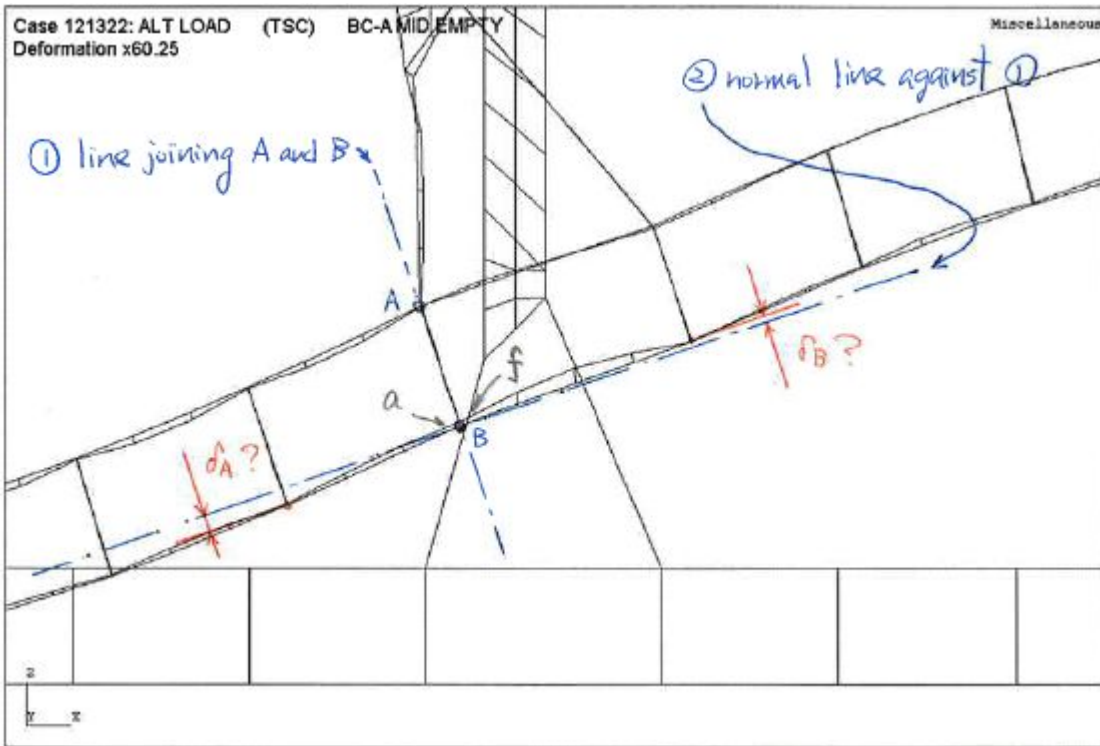 Case 121322: ALT LOAD (TSC) BC-A MID EMPTY
Deformation x60.25
Miscellaneous
② normal line against ①
① line joining A and B
A
f
δB ?
a
B
δA ?
Z
Y X